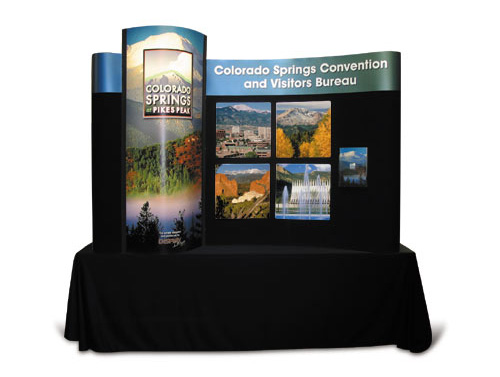 COLORADO
SPRINGS
at PIKES PEAK
Colorado Springs Convention
and Visitors Bureau